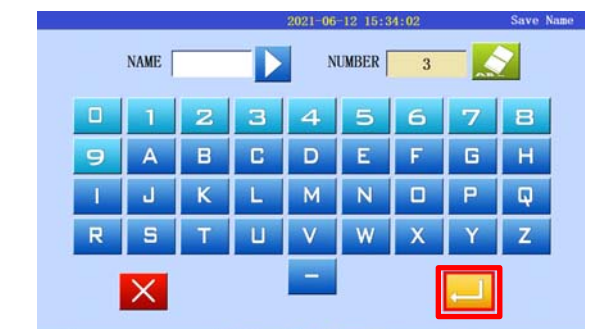 2021-06-12 15:34:02 Save Name
NAME NUMBER 3
0 1 2 3 4 5 6 7 8
9 A B C D E F G H
I J K L M N O P Q
R S T U V W X Y Z
-